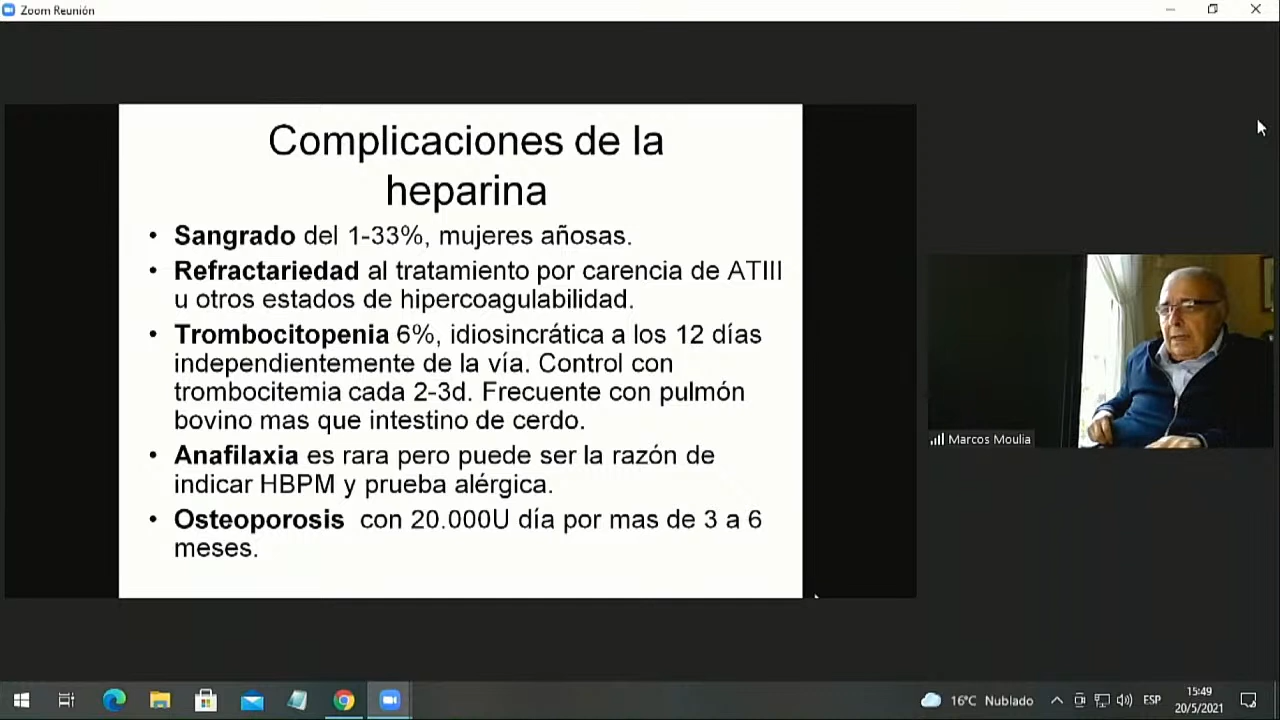 Zoom Reunión
Complicaciones de la
heparina
• Sangrado del 1-33%, mujeres añosas.
• Refractariedad al tratamiento por carencia de ATIII
u otros estados de hipercoagulabilidad.
• Trombocitopenia 6%, idiosincrática a los 12 días
independientemente de la vía. Control con
trombocitemia cada 2-3d. Frecuente con pulmón
bovino mas que intestino de cerdo.
• Anafilaxia es rara pero puede ser la razón de
indicar HBPM y prueba alérgica.
• Osteoporosis con 20.000U día por mas de 3 a 6
meses.
Marcos Moulia
16°C Nublado
ESP
15:49
20/5/2021